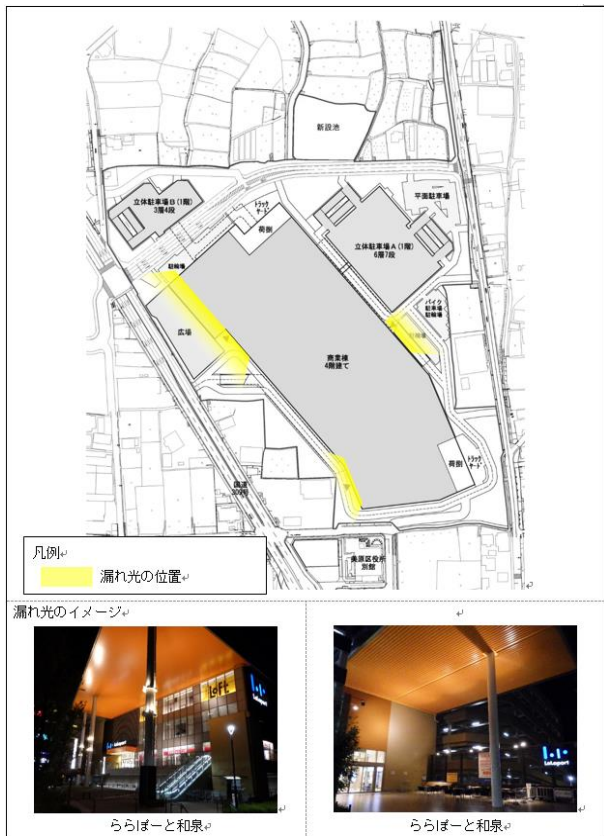 新設池
立体駐車場B(1階)
3層4段
トラック
ヤード
荷捌
平面駐車場
立体駐車場A(1階)
6層7段
駐輪場
バイク
駐車場
駐輪場
広場
商業棟
4階建て
荷捌
トラック
ヤード
国道
309号
美原区役所
別館
凡例
漏れ光の位置
漏れ光のイメージ
LoFt
LaLaport
LaLaport
ららぽーと和泉
ららぽーと和泉